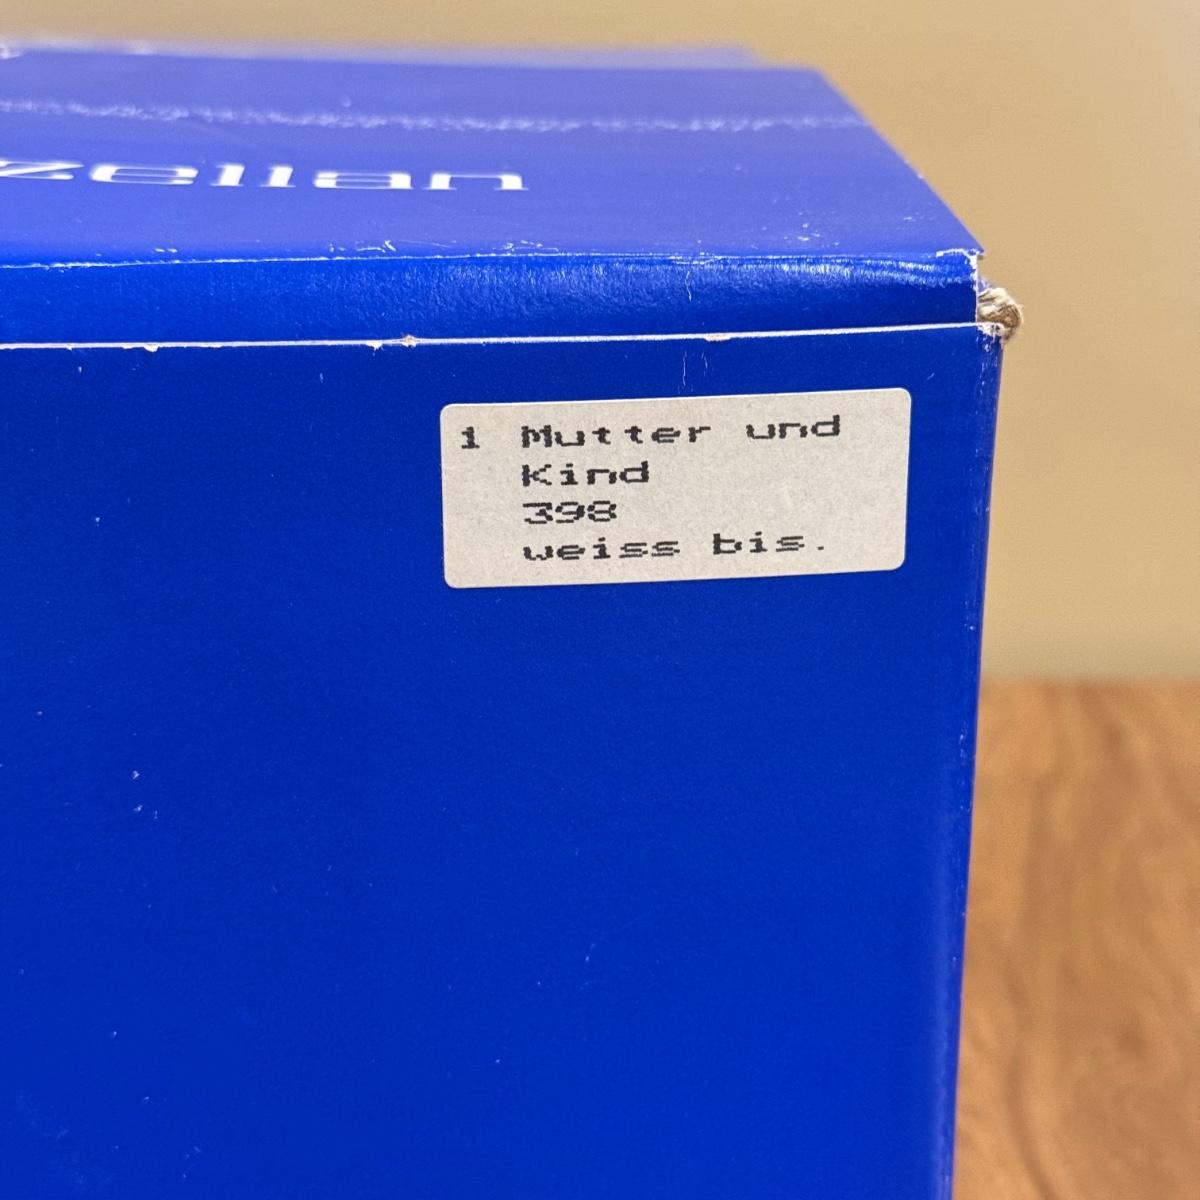 zellan
1 Mutter und
Kind
398
weiss bis.